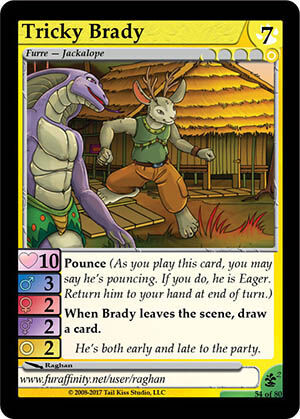 Tricky Brady
7
Furre – Jackalope
10
3
2
2
2
Pounce (As you play this card, you may
say he's pouncing. If you do, he is Eager.
Return him to your hand at end of turn.)
When Brady leaves the scene, draw
a card.
He's both early and late to the party.
Raghan
www.furaffinity.net/user/raghan
54 of 80
© 2008-2017 Tail Kiss Studio, LLC